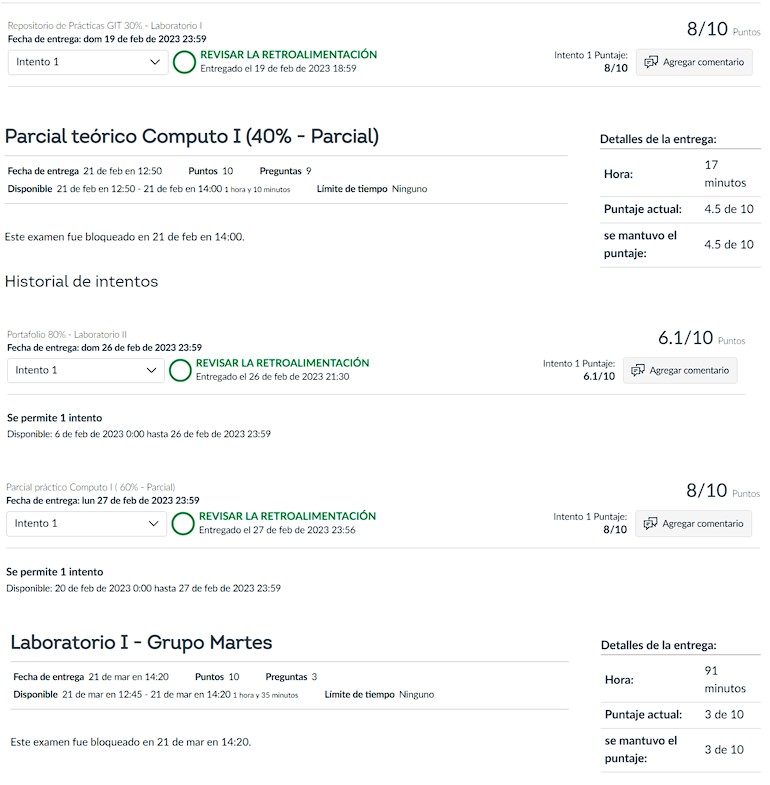 Repositorio de Prácticas GIT 30% - Laboratorio I
8/10 Puntos
Fecha de entrega: dom 19 de feb de 2023 23:59
Intento 1
REVISAR LA RETROALIMENTACIÓN
Entregado el 19 de feb de 2023 18:59
Intento 1 Puntaje:
8/10
Agregar comentario
Parcial teórico Computo I (40% - Parcial)
Fecha de entrega 21 de feb en 12:50 Puntos 10 Preguntas 9
Disponible 21 de feb en 12:50 - 21 de feb en 14:00 1 hora y 10 minutos Límite de tiempo Ninguno
Este examen fue bloqueado en 21 de feb en 14:00.
Historial de intentos
Detalles de la entrega:
Hora: 17 minutos
Puntaje actual: 4.5 de 10
se mantuvo el puntaje: 4.5 de 10
Portafolio 80% - Laboratorio II
6.1/10 Puntos
Fecha de entrega: dom 26 de feb de 2023 23:59
Intento 1
REVISAR LA RETROALIMENTACIÓN
Entregado el 26 de feb de 2023 21:30
Intento 1 Puntaje:
6.1/10
Agregar comentario
Se permite 1 intento
Disponible: 6 de feb de 2023 0:00 hasta 26 de feb de 2023 23:59
Parcial práctico Computo I ( 60% - Parcial)
8/10 Puntos
Fecha de entrega: lun 27 de feb de 2023 23:59
Intento 1
REVISAR LA RETROALIMENTACIÓN
Entregado el 27 de feb de 2023 23:56
Intento 1 Puntaje:
8/10
Agregar comentario
Se permite 1 intento
Disponible: 20 de feb de 2023 0:00 hasta 27 de feb de 2023 23:59
Laboratorio I - Grupo Martes
Fecha de entrega 21 de mar en 14:20 Puntos 10 Preguntas 3
Disponible 21 de mar en 12:45 - 21 de mar en 14:20 1 hora y 35 minutos Límite de tiempo Ninguno
Este examen fue bloqueado en 21 de mar en 14:20.
Detalles de la entrega:
Hora: 91 minutos
Puntaje actual: 3 de 10
se mantuvo el puntaje: 3 de 10